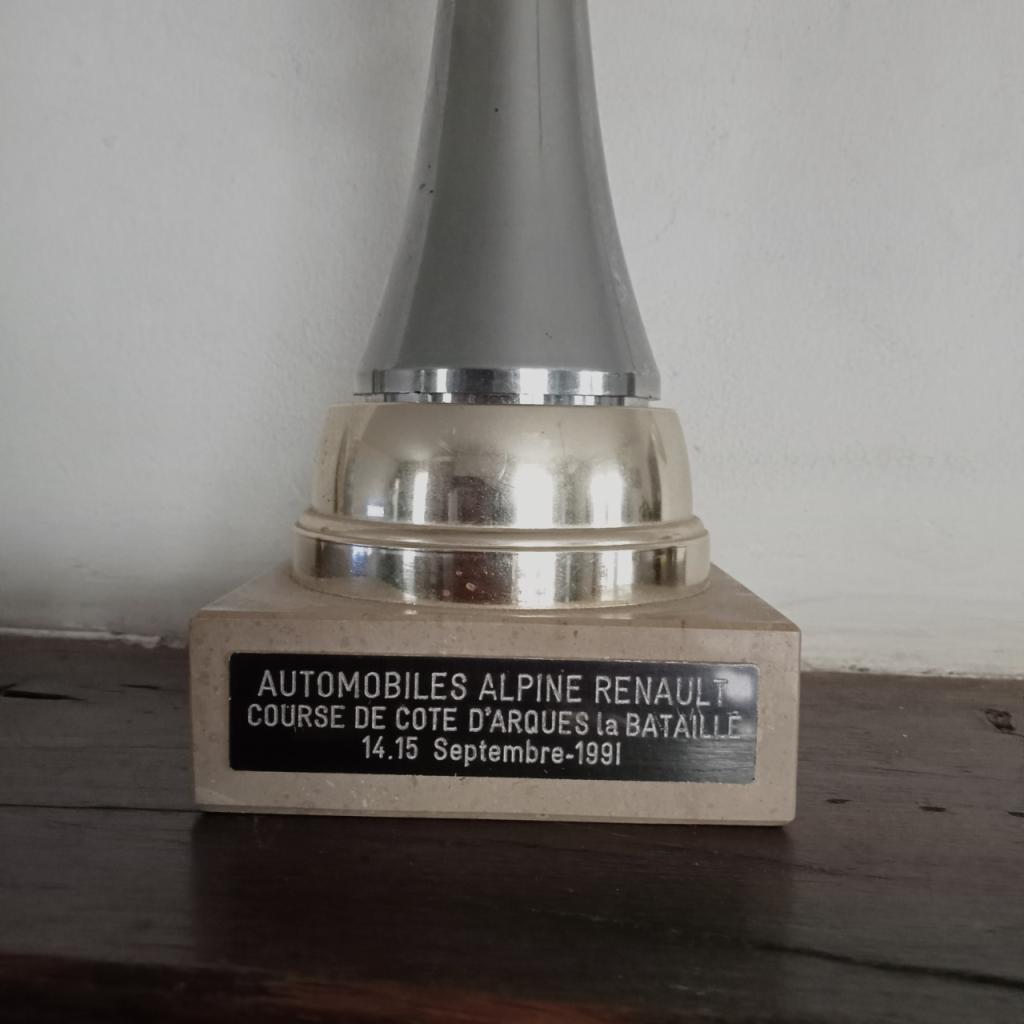 AUTOMOBILES ALPINE RENAULT
COURSE DE COTE D'ARQUES la BATAILLE
14.15 Septembre-1991